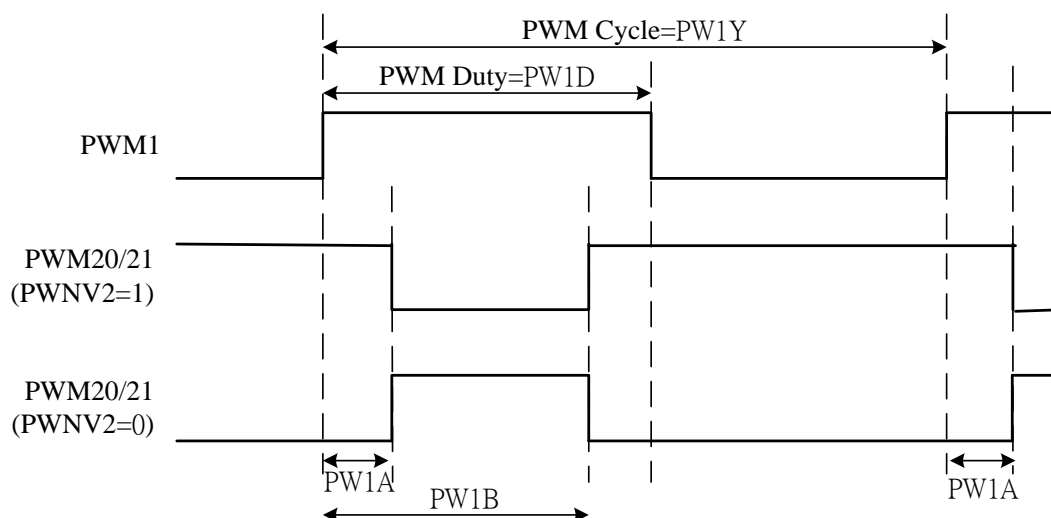 PWM Cycle=PW1Y
PWM Duty=PW1D
PWM1
PWM20/21
(PWNV2=1)
PWM20/21
(PWNV2=0)
PW1A
PW1A
PW1B